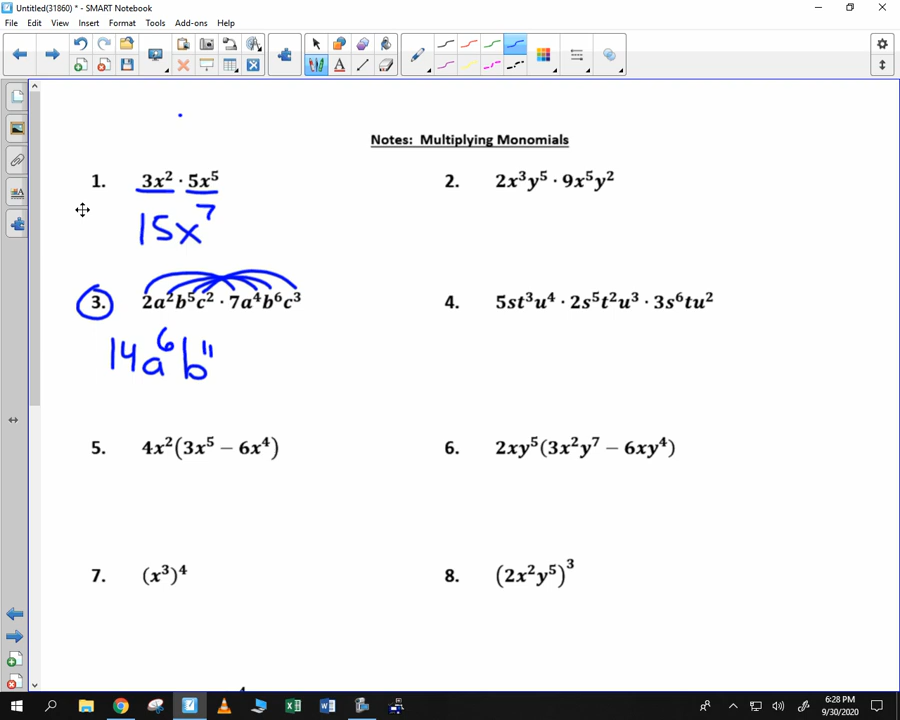 Untitled(31860) * - SMART Notebook
File Edit View Insert Format Tools Add-ons Help
Notes: Multiplying Monomials
1. 3x² · 5x⁵
15x⁷
2. 2x³y⁵ · 9x⁵y²
3. 2a²b⁵c² · 7a⁴b⁶c³
14a⁶b¹¹
4. 5st³u⁴ · 2s⁵t²u³ · 3s⁶tu²
5. 4x²(3x⁵ − 6x⁴)
6. 2xy⁵(3x²y⁷ − 6xy⁴)
7. (x³)⁴
8. (2x²y⁵)³
6:28 PM
9/30/2020